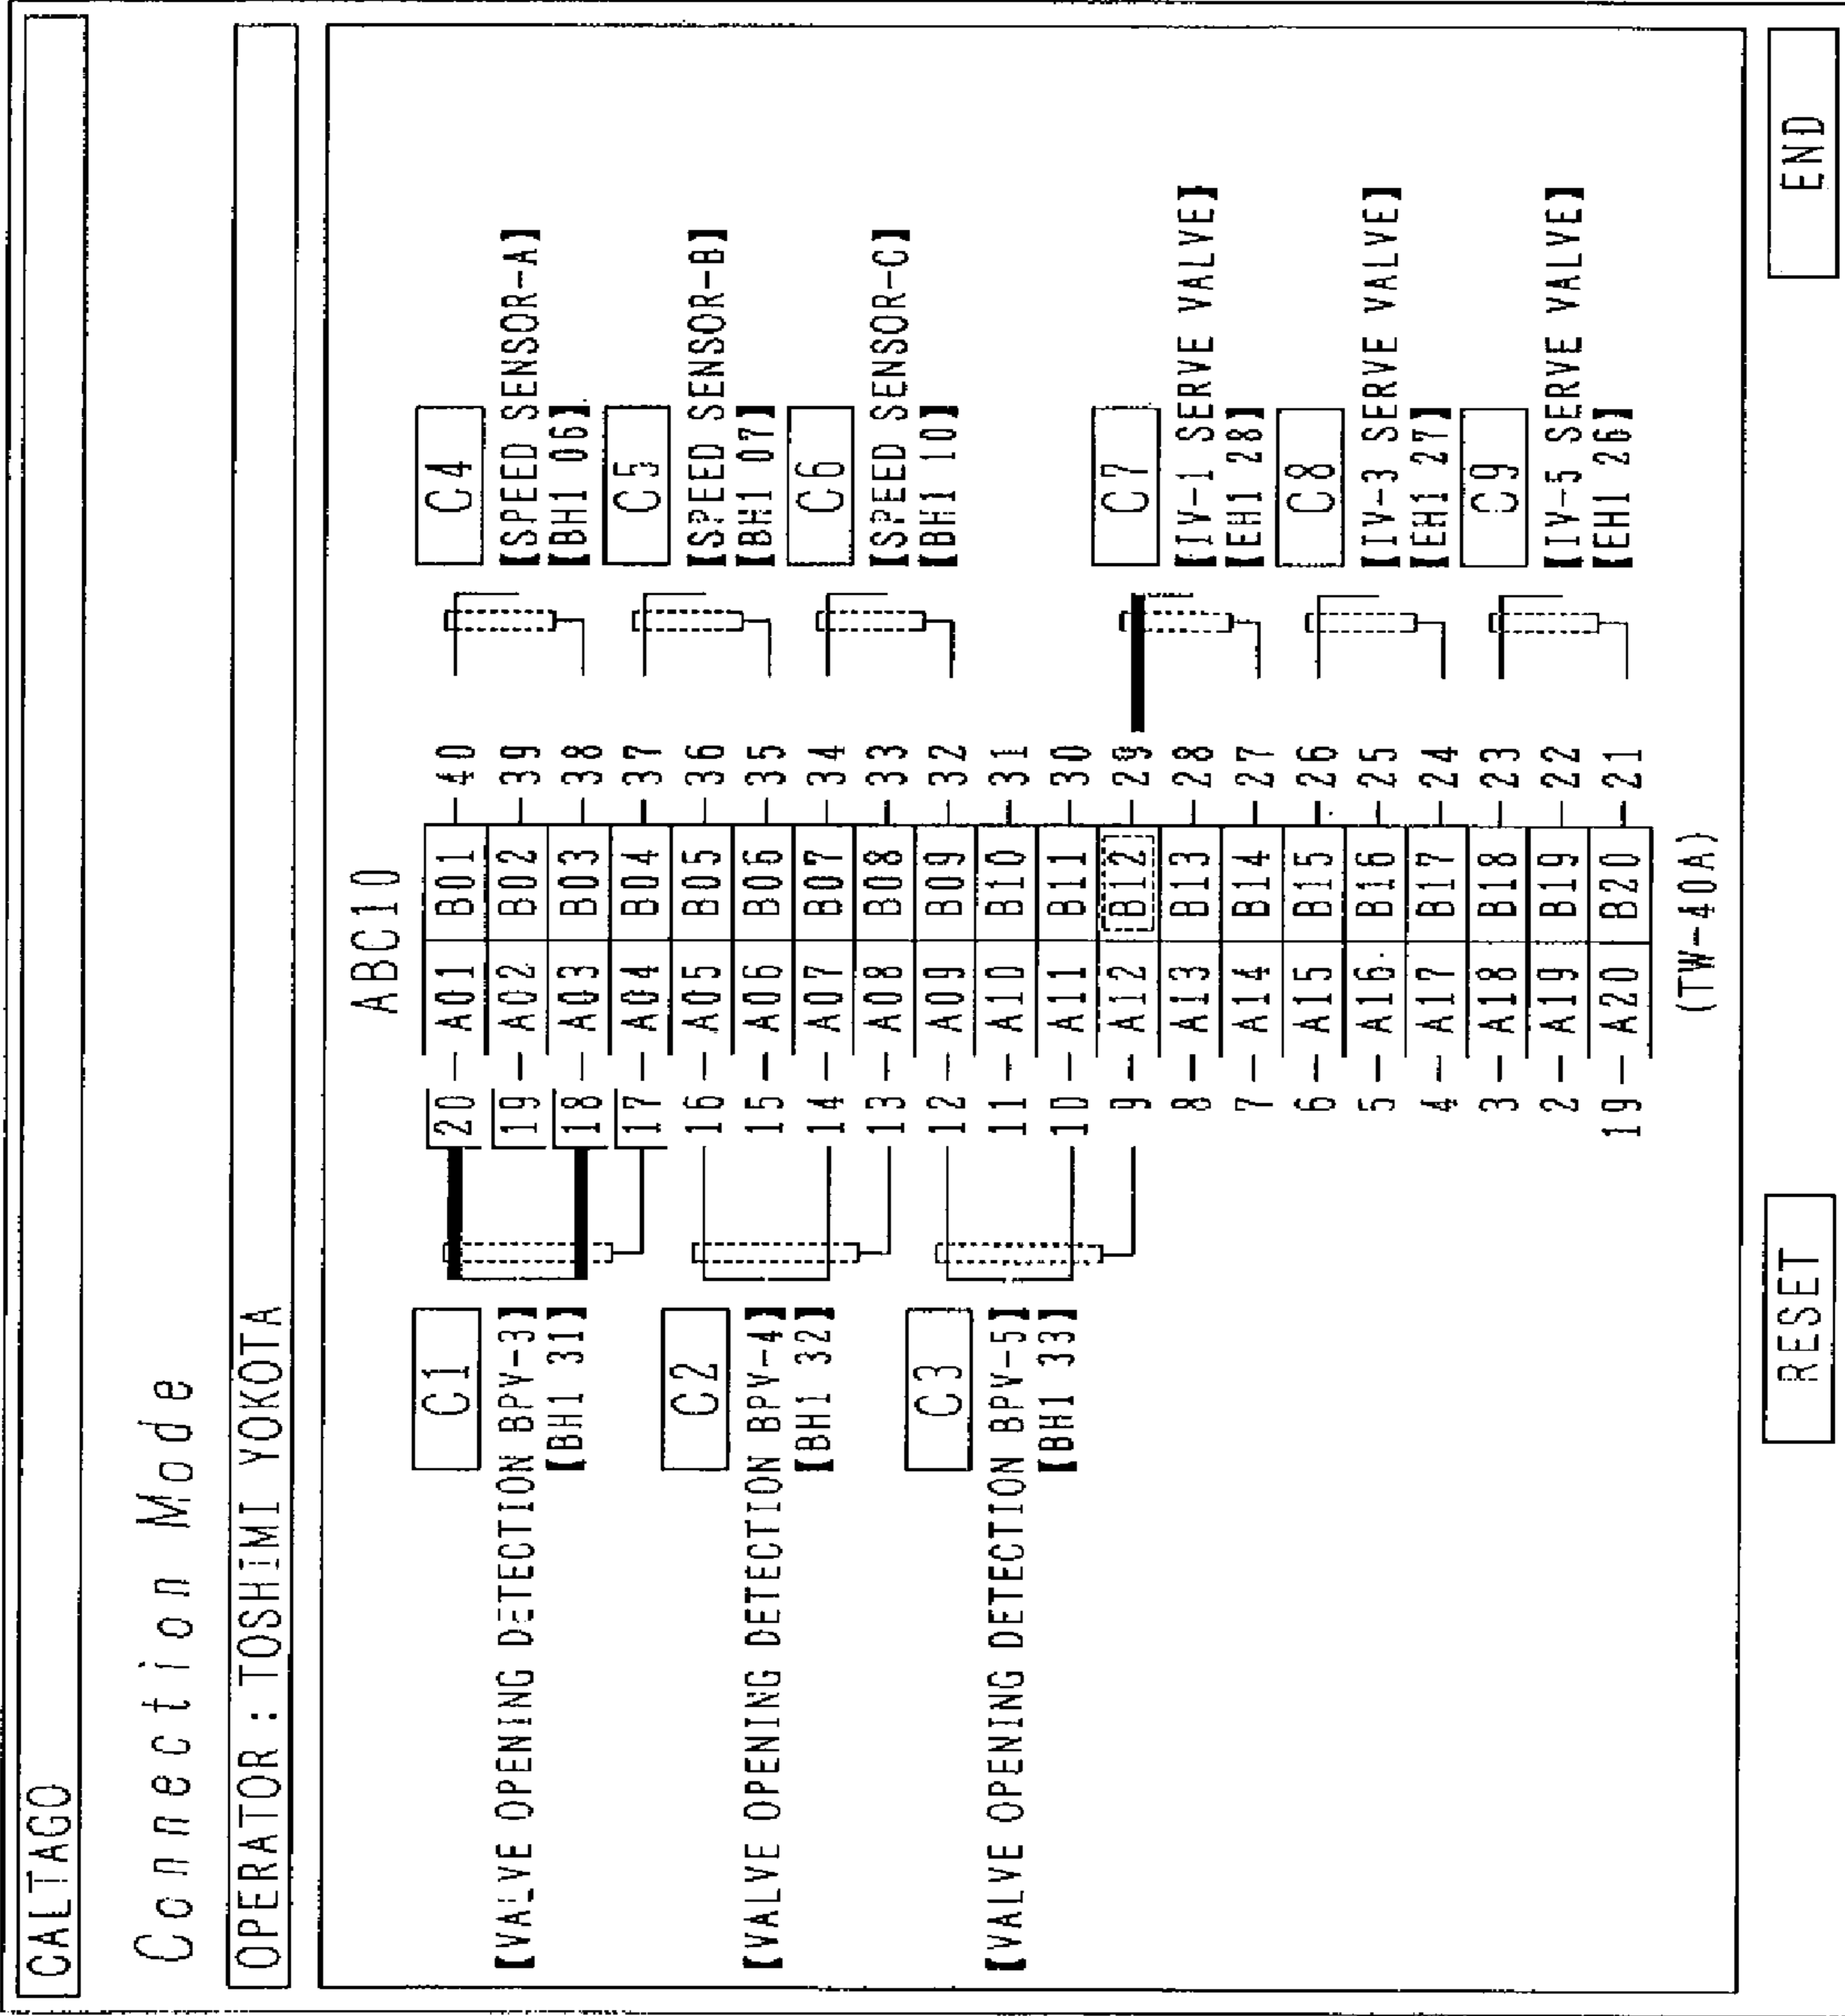 CALTAGO
Connection Mode
OPERATOR : TOSHIMI YOKOTA
ABC10
C1 20 — A01 B01 — 40 C4
【VALVE OPENING DETECTION BPV-3】 19 — A02 B02 — 39 【SPEED SENSOR-A】
【BH1 31】 18 — A03 B03 — 38 【BH1 06】
17 — A04 B04 — 37 C5
C2 16 — A05 B05 — 36 【SPEED SENSOR-B】
【VALVE OPENING DETECTION BPV-4】 15 — A06 B06 — 35 【BH1 07】
【BH1 32】 14 — A07 B07 — 34 C6
13 — A08 B08 — 33 【SPEED SENSOR-C】
C3 12 — A09 B09 — 32 【BH1 10】
【VALVE OPENING DETECTION BPV-5】 11 — A10 B10 — 31
【BH1 33】 10 — A11 B11 — 30
9 — A12 B12 — 29 C7
8 — A13 B13 — 28 【IV-1 SERVE VALVE】
7 — A14 B14 — 27 【EH1 28】
6 — A15 B15 — 26 C8
5 — A16 B16 — 25 【IV-3 SERVE VALVE】
4 — A17 B17 — 24 【EH1 27】
3 — A18 B18 — 23 C9
2 — A19 B19 — 22 【IV-5 SERVE VALVE】
19 — A20 B20 — 21 【EH1 26】
(TW-40A)
RESET END